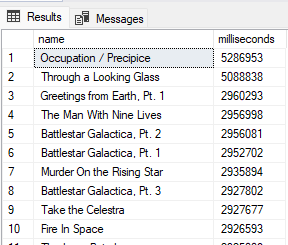 Results Messages
name milliseconds
1 Occupation / Precipice 5286953
2 Through a Looking Glass 5088838
3 Greetings from Earth, Pt. 1 2960293
4 The Man With Nine Lives 2956998
5 Battlestar Galactica, Pt. 2 2956081
6 Battlestar Galactica, Pt. 1 2952702
7 Murder On the Rising Star 2935894
8 Battlestar Galactica, Pt. 3 2927802
9 Take the Celestra 2927677
10 Fire In Space 2926593